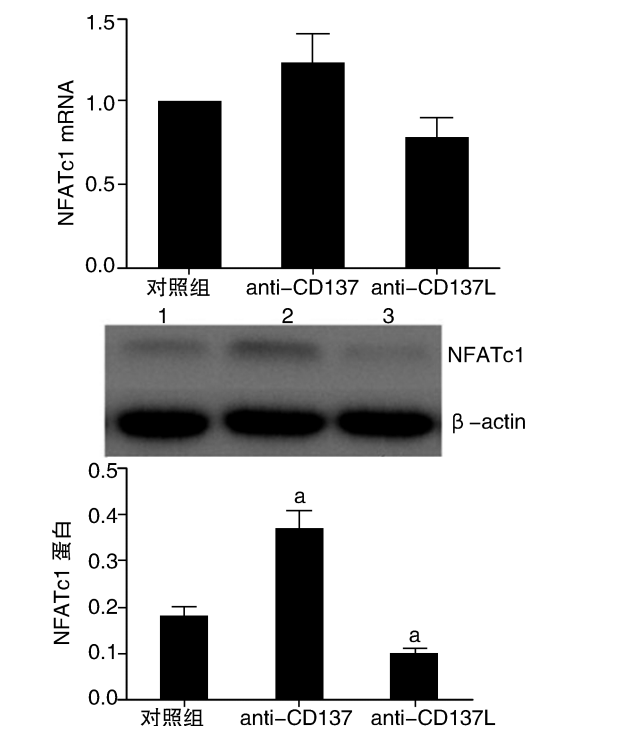 1.5
1.0
0.5
0.0
NFATc1 mRNA
对照组 anti-CD137 anti-CD137L
1 2 3
NFATc1
β-actin
0.5
0.4
0.3
0.2
0.1
0.0
NFATc1 蛋白
a
a
对照组 anti-CD137 anti-CD137L